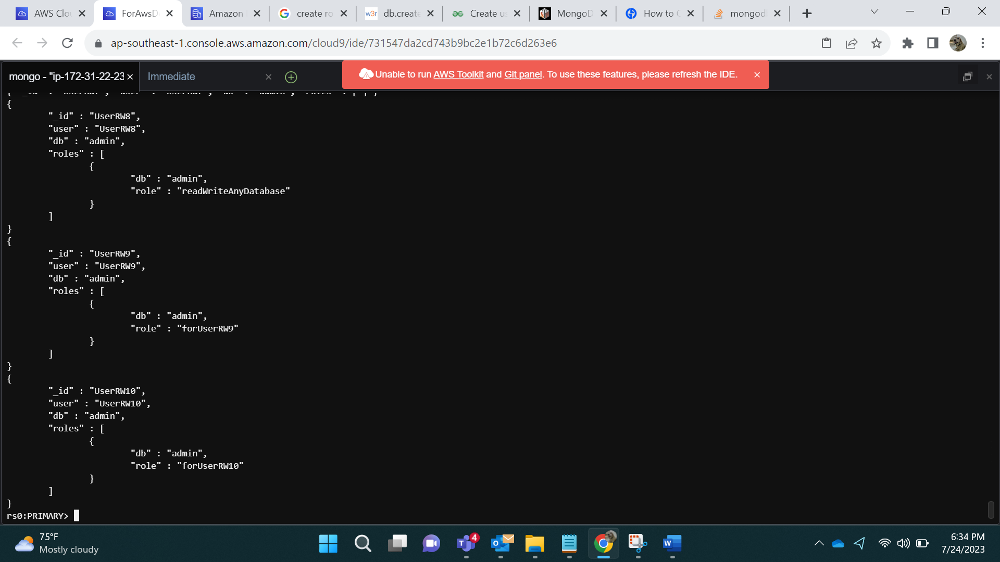 AWS Clo
ForAwsD
Amazon
create ro
w3r db.create
Create us
MongoD
How to C
mongod
ap-southeast-1.console.aws.amazon.com/cloud9/ide/731547da2cd743b9bc2e1b72c6d263e6
mongo - "ip-172-31-22-23
Immediate
Unable to run AWS Toolkit and Git panel. To use these features, please refresh the IDE.
{
"_id" : "UserRW8",
"user" : "UserRW8",
"db" : "admin",
"roles" : [
{
"db" : "admin",
"role" : "readWriteAnyDatabase"
}
]
}
{
"_id" : "UserRW9",
"user" : "UserRW9",
"db" : "admin",
"roles" : [
{
"db" : "admin",
"role" : "forUserRW9"
}
]
}
{
"_id" : "UserRW10",
"user" : "UserRW10",
"db" : "admin",
"roles" : [
{
"db" : "admin",
"role" : "forUserRW10"
}
]
}
rs0:PRIMARY>
75°F
Mostly cloudy
4
6:34 PM
7/24/2023